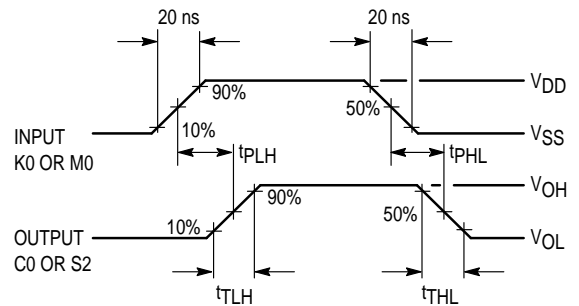 20 ns
20 ns
90%
V_DD
50%
INPUT
K0 OR M0
10%
t_PLH
t_PHL
V_SS
90%
V_OH
50%
OUTPUT
C0 OR S2
10%
V_OL
t_TLH
t_THL